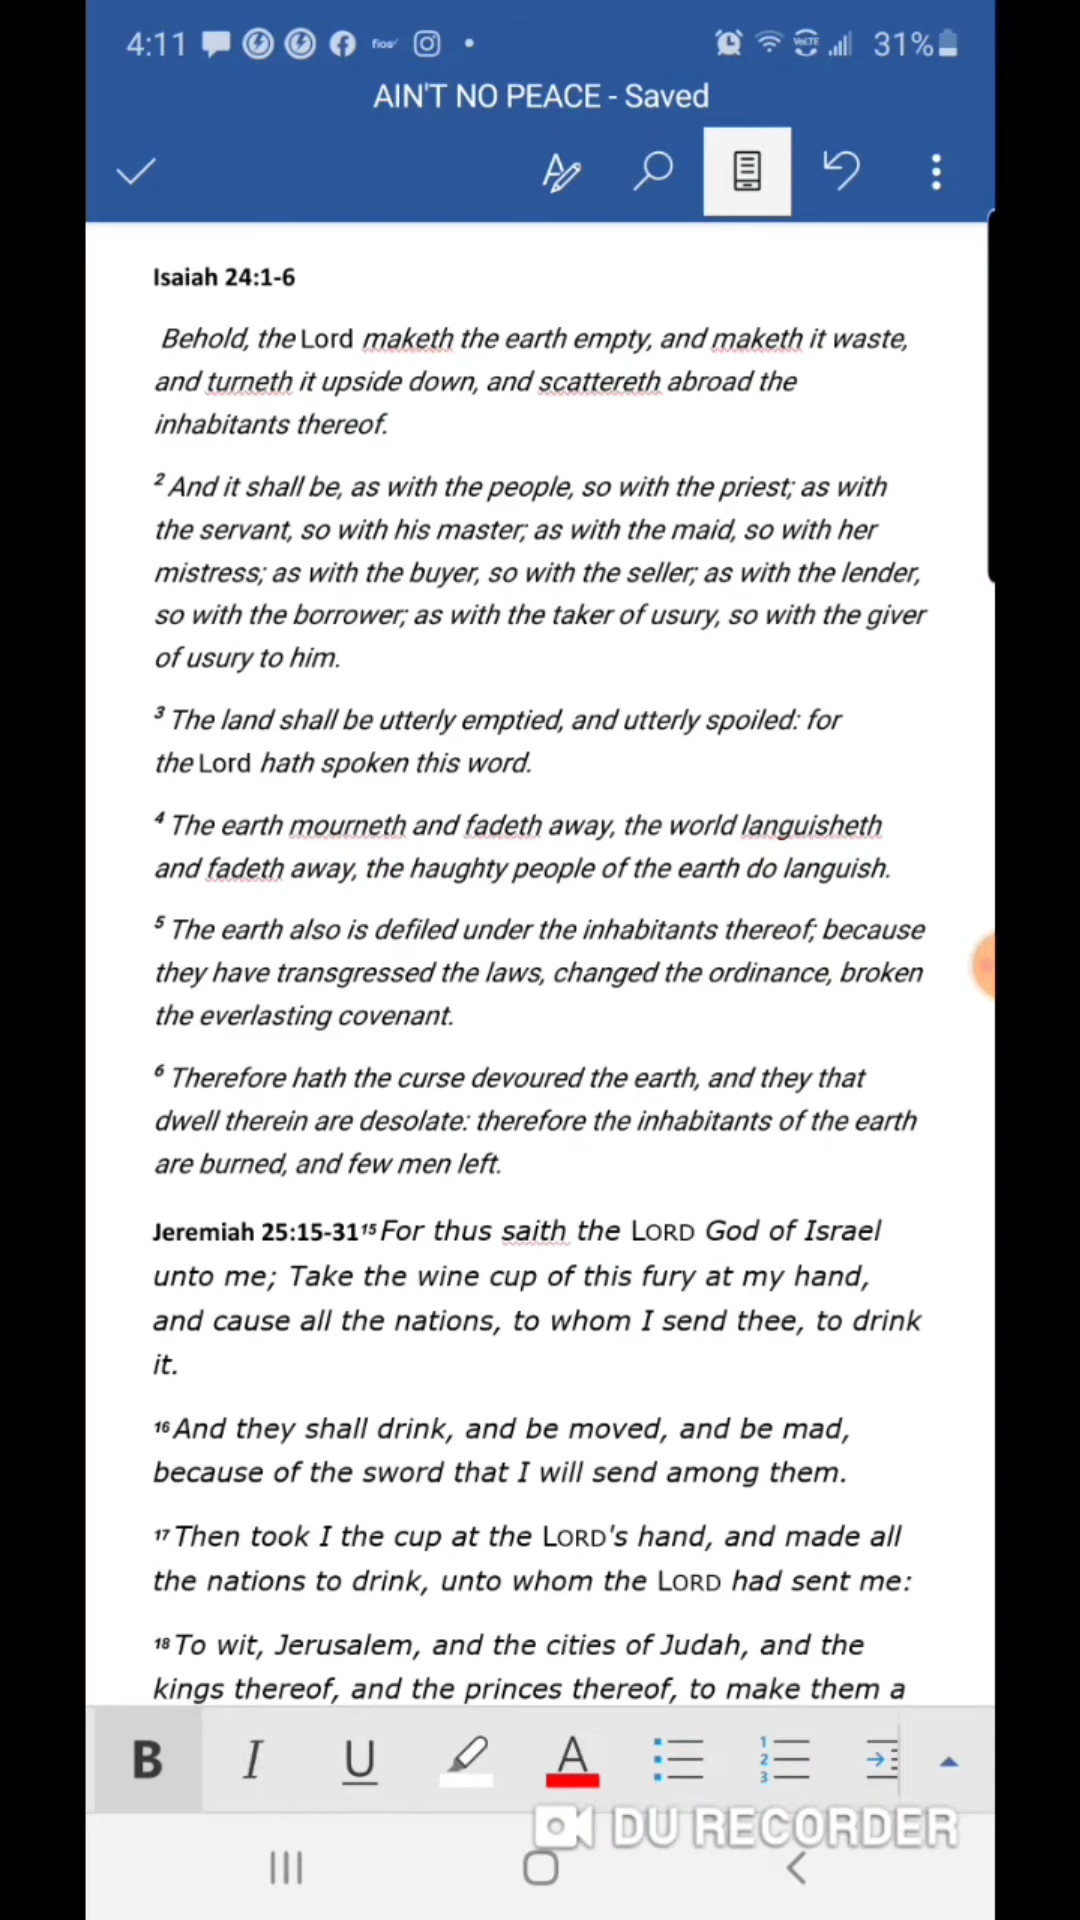 4:11 fios 31%
AIN'T NO PEACE - Saved
Isaiah 24:1-6
Behold, the Lord maketh the earth empty, and maketh it waste,
and turneth it upside down, and scattereth abroad the
inhabitants thereof.
2 And it shall be, as with the people, so with the priest; as with
the servant, so with his master; as with the maid, so with her
mistress; as with the buyer, so with the seller; as with the lender,
so with the borrower; as with the taker of usury, so with the giver
of usury to him.
3 The land shall be utterly emptied, and utterly spoiled: for
the Lord hath spoken this word.
4 The earth mourneth and fadeth away, the world languisheth
and fadeth away, the haughty people of the earth do languish.
5 The earth also is defiled under the inhabitants thereof; because
they have transgressed the laws, changed the ordinance, broken
the everlasting covenant.
6 Therefore hath the curse devoured the earth, and they that
dwell therein are desolate: therefore the inhabitants of the earth
are burned, and few men left.
Jeremiah 25:15-31 15 For thus saith the LORD God of Israel
unto me; Take the wine cup of this fury at my hand,
and cause all the nations, to whom I send thee, to drink
it.
16 And they shall drink, and be moved, and be mad,
because of the sword that I will send among them.
17 Then took I the cup at the LORD's hand, and made all
the nations to drink, unto whom the LORD had sent me:
18 To wit, Jerusalem, and the cities of Judah, and the
kings thereof, and the princes thereof, to make them a
B I U A 1 2 3
DU RECORDER